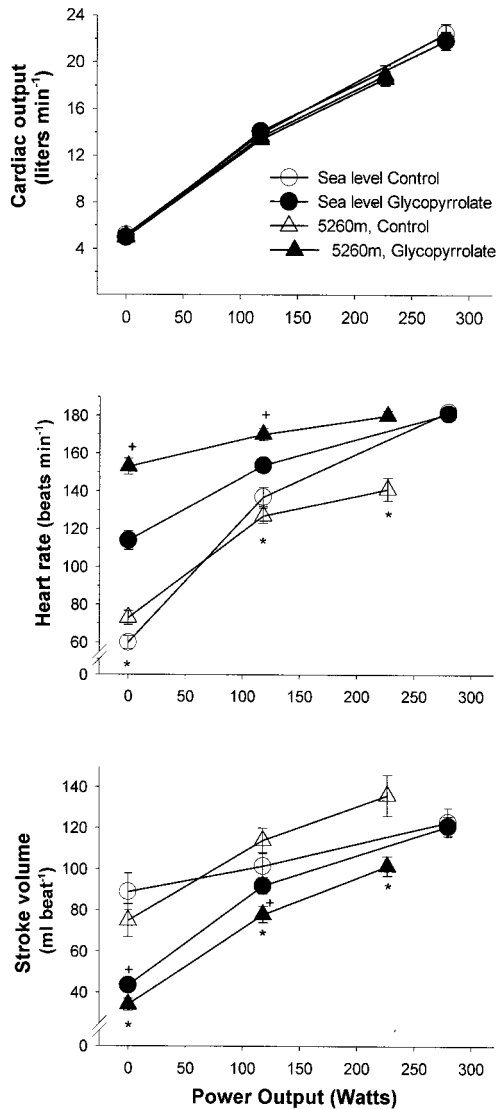 Cardiac output
(liters min-1)
24
20
16
12
8
4
Sea level Control
Sea level Glycopyrrolate
5260m, Control
5260m, Glycopyrrolate
0 50 100 150 200 250 300
Heart rate (beats min-1)
180
160
140
120
100
80
60
0
+
+
*
*
*
0 50 100 150 200 250 300
Stroke volume
(ml beat-1)
140
120
100
80
60
40
0
+
+
*
*
*
0 50 100 150 200 250 300
Power Output (Watts)